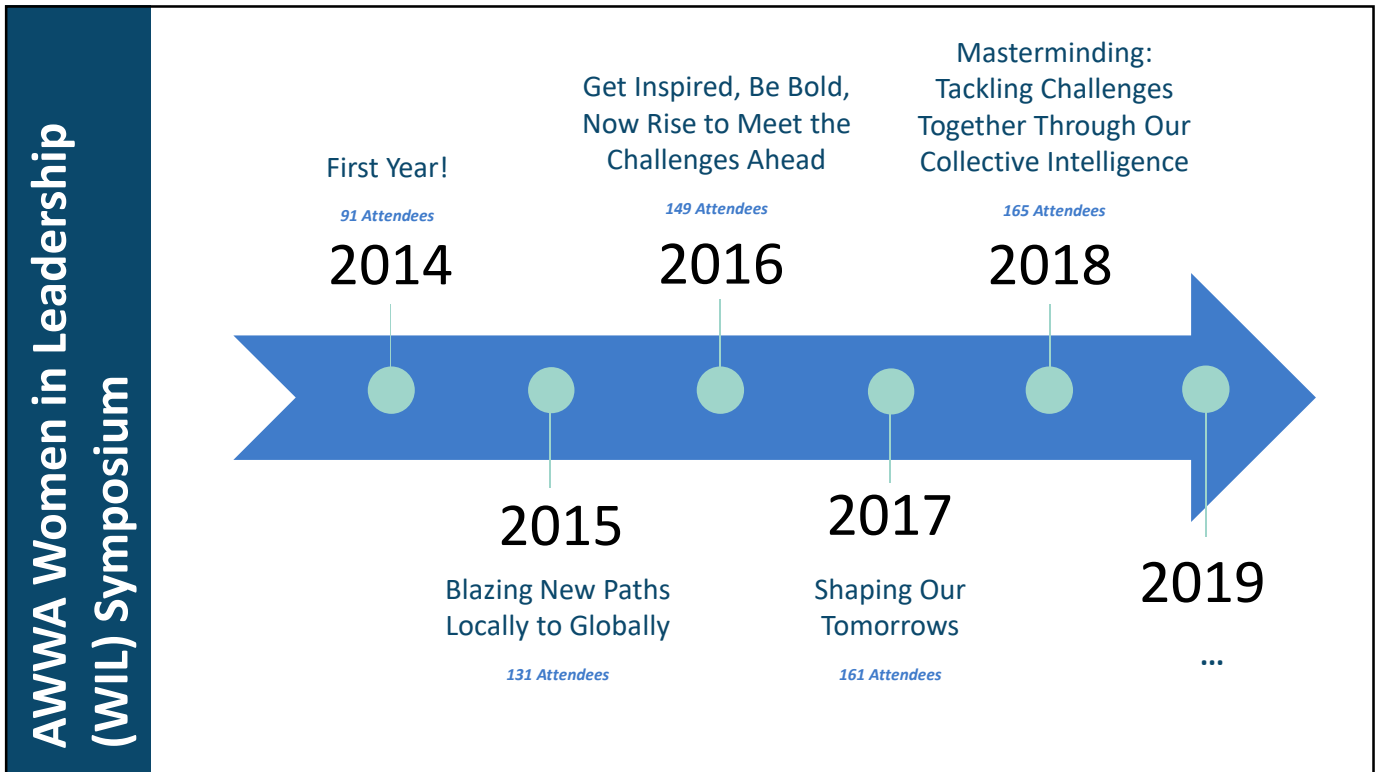 AWWA Women in Leadership
(WIL) Symposium
First Year!
91 Attendees
2014
Blazing New Paths
Locally to Globally
131 Attendees
2015
Get Inspired, Be Bold,
Now Rise to Meet the
Challenges Ahead
149 Attendees
2016
2017
Shaping Our
Tomorrows
161 Attendees
Masterminding:
Tackling Challenges
Together Through Our
Collective Intelligence
165 Attendees
2018
2019
...